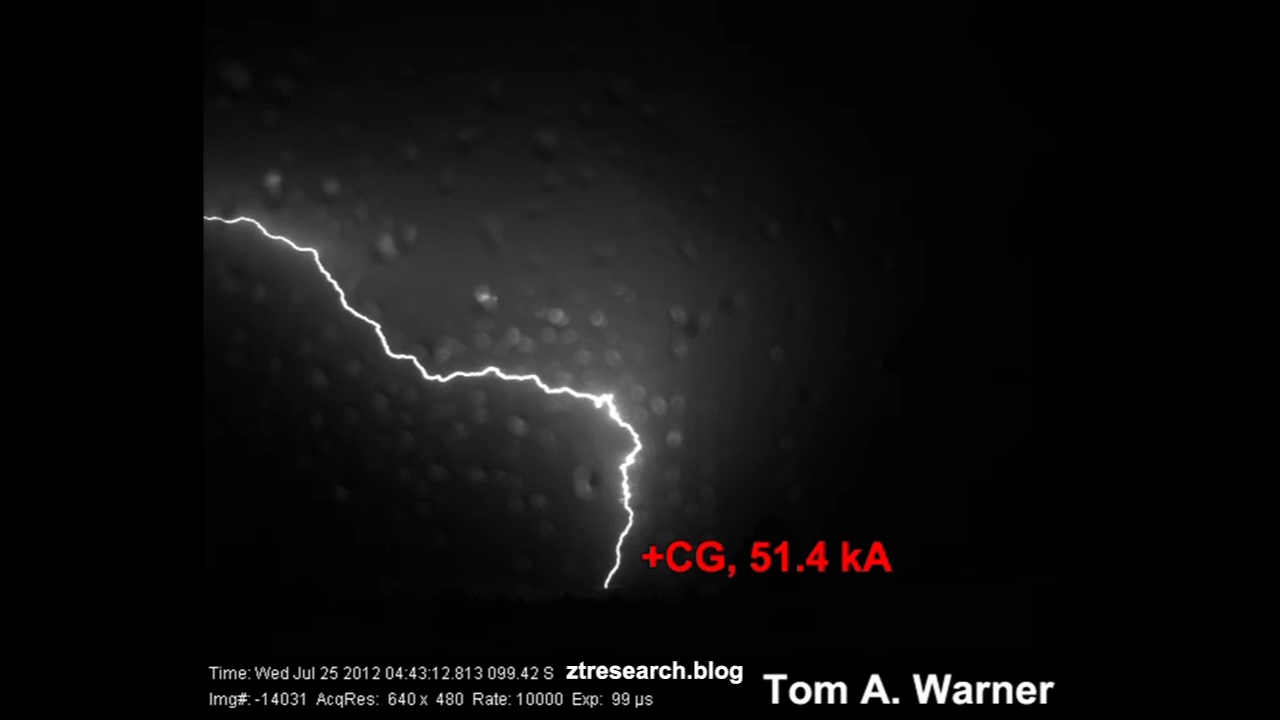 +CG, 51.4 kA
Time: Wed Jul 25 2012 04:43:12.813 099.42 S ztresearch.blog
Img#: -14031 AcqRes: 640 x 480 Rate: 10000 Exp: 99 µs
Tom A. Warner